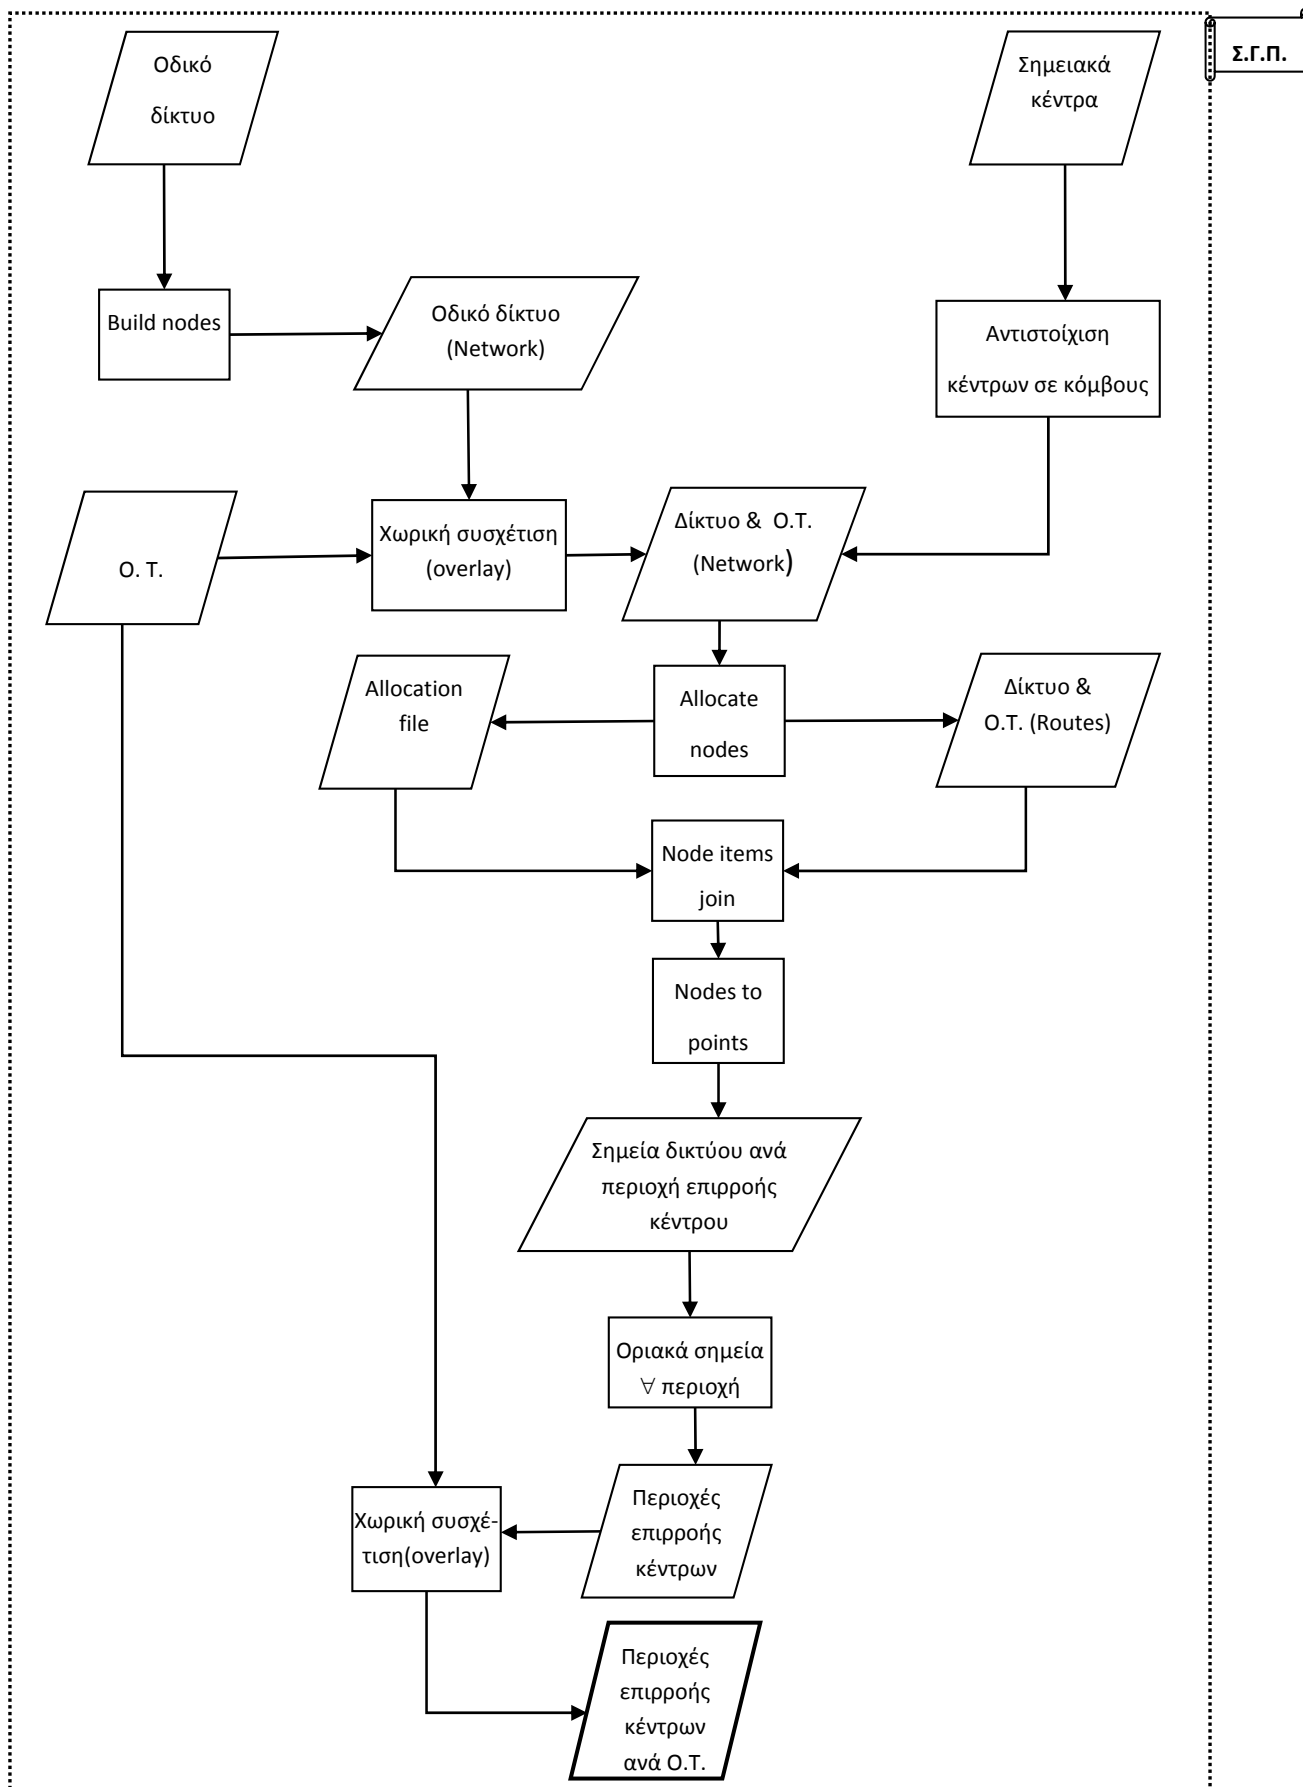 Οδικό
δίκτυο
Σημειακά
κέντρα
Σ.Γ.Π.
Build nodes
Οδικό δίκτυο
(Network)
Αντιστοίχιση
κέντρων σε κόμβους
Ο. Τ.
Χωρική συσχέτιση
(overlay)
Δίκτυο & Ο.Τ.
(Network)
Allocation
file
Allocate
nodes
Δίκτυο &
Ο.Τ. (Routes)
Node items
join
Nodes to
points
Σημεία δικτύου ανά
περιοχή επιρροής
κέντρου
Οριακά σημεία
∀ περιοχή
Χωρική συσχέ-
τιση(overlay)
Περιοχές
επιρροής
κέντρων
Περιοχές
επιρροής
κέντρων
ανά Ο.Τ.